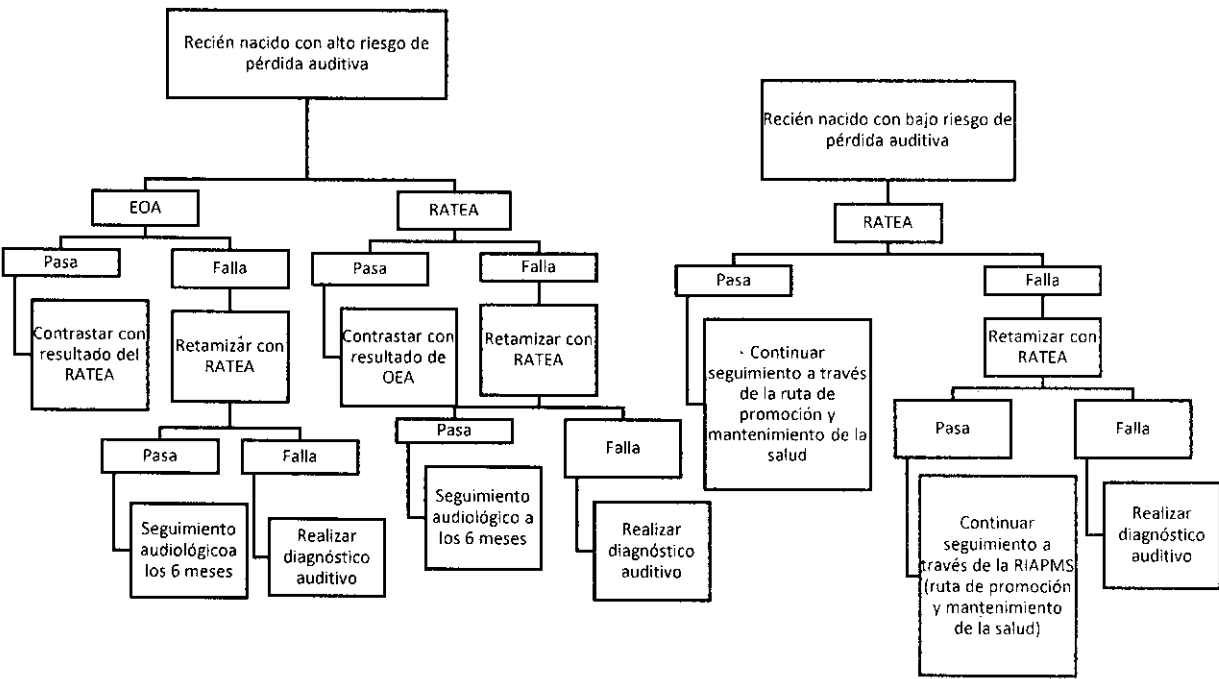 Recién nacido con alto riesgo de
pérdida auditiva
EOA
Pasa
Contrastar con
resultado del
RATEA
Falla
Retamizar con
RATEA
Pasa
Seguimiento
audiológicoa
los 6 meses
Falla
Realizar
diagnóstico
auditivo
RATEA
Pasa
Contrastar con
resultado de
OEA
Falla
Retamizar con
RATEA
Pasa
Seguimiento
audiológico a
los 6 meses
Falla
Realizar
diagnóstico
auditivo
Recién nacido con bajo riesgo de
pérdida auditiva
RATEA
Pasa
Continuar
seguimiento a través
de la ruta de
promoción y
mantenimiento de la
salud
Falla
Retamizar con
RATEA
Pasa
Continuar
seguimiento a
través de la RIAPMS
(ruta de promoción
y mantenimiento
de la salud)
Falla
Realizar
diagnóstico
auditivo